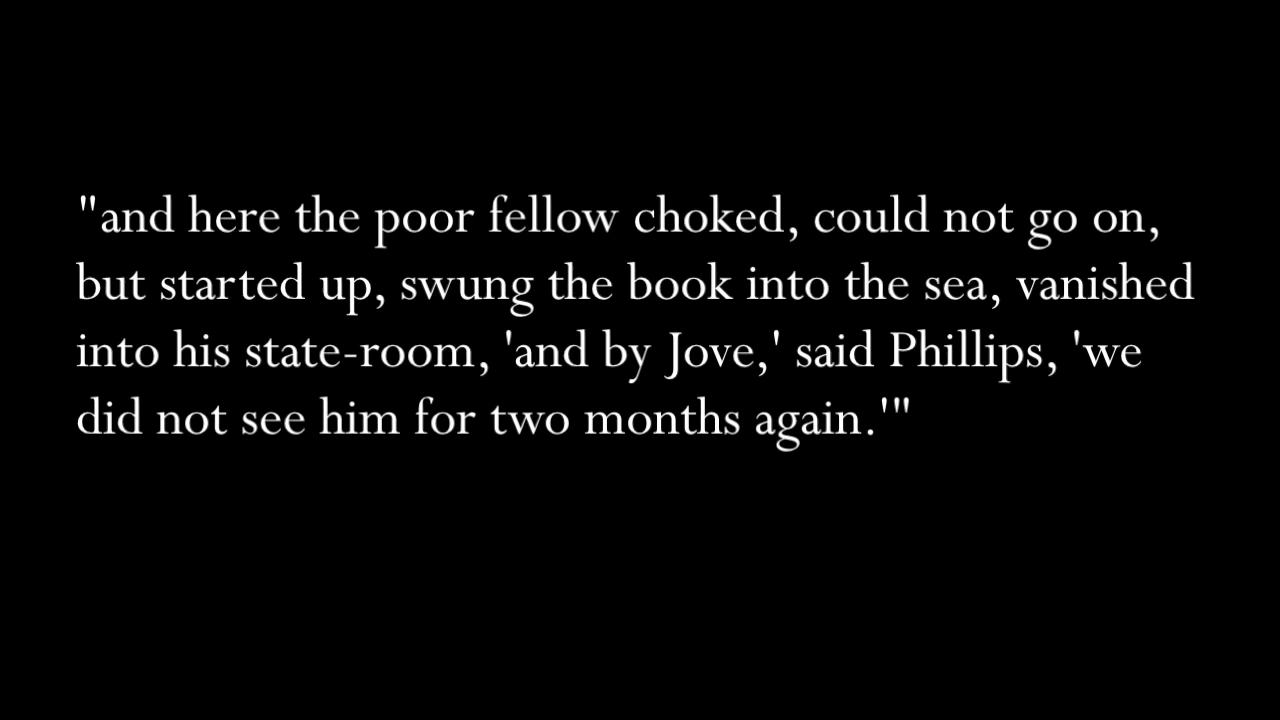 "and here the poor fellow choked, could not go on,
but started up, swung the book into the sea, vanished
into his state-room, 'and by Jove,' said Phillips, 'we
did not see him for two months again.'"